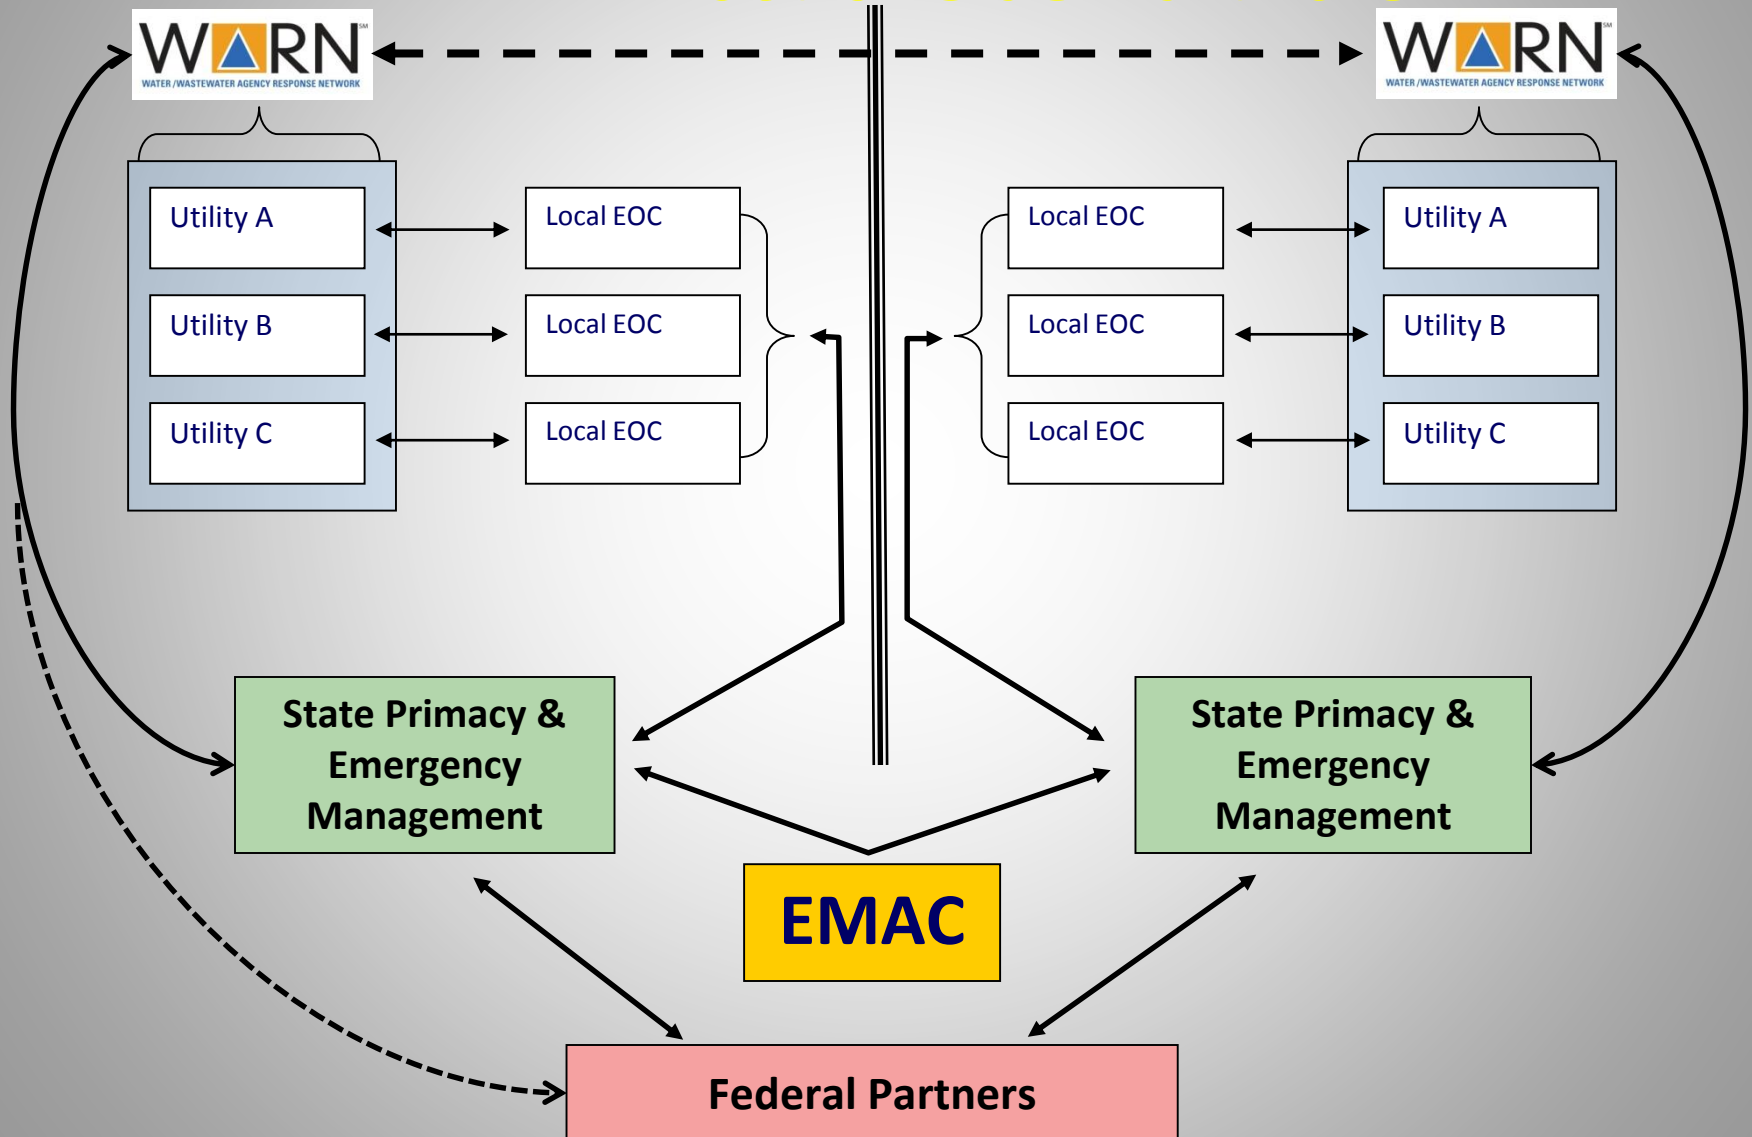 WARN SM
WATER/WASTEWATER AGENCY RESPONSE NETWORK
WARN
WATER/WASTEWATER AGENCY RESPONSE NETWORK
Utility A
Local EOC
Local EOC
Utility A
Utility B
Local EOC
Local EOC
Utility B
Utility C
Local EOC
Local EOC
Utility C
State Primacy &
Emergency
Management
State Primacy &
Emergency
Management
EMAC
Federal Partners